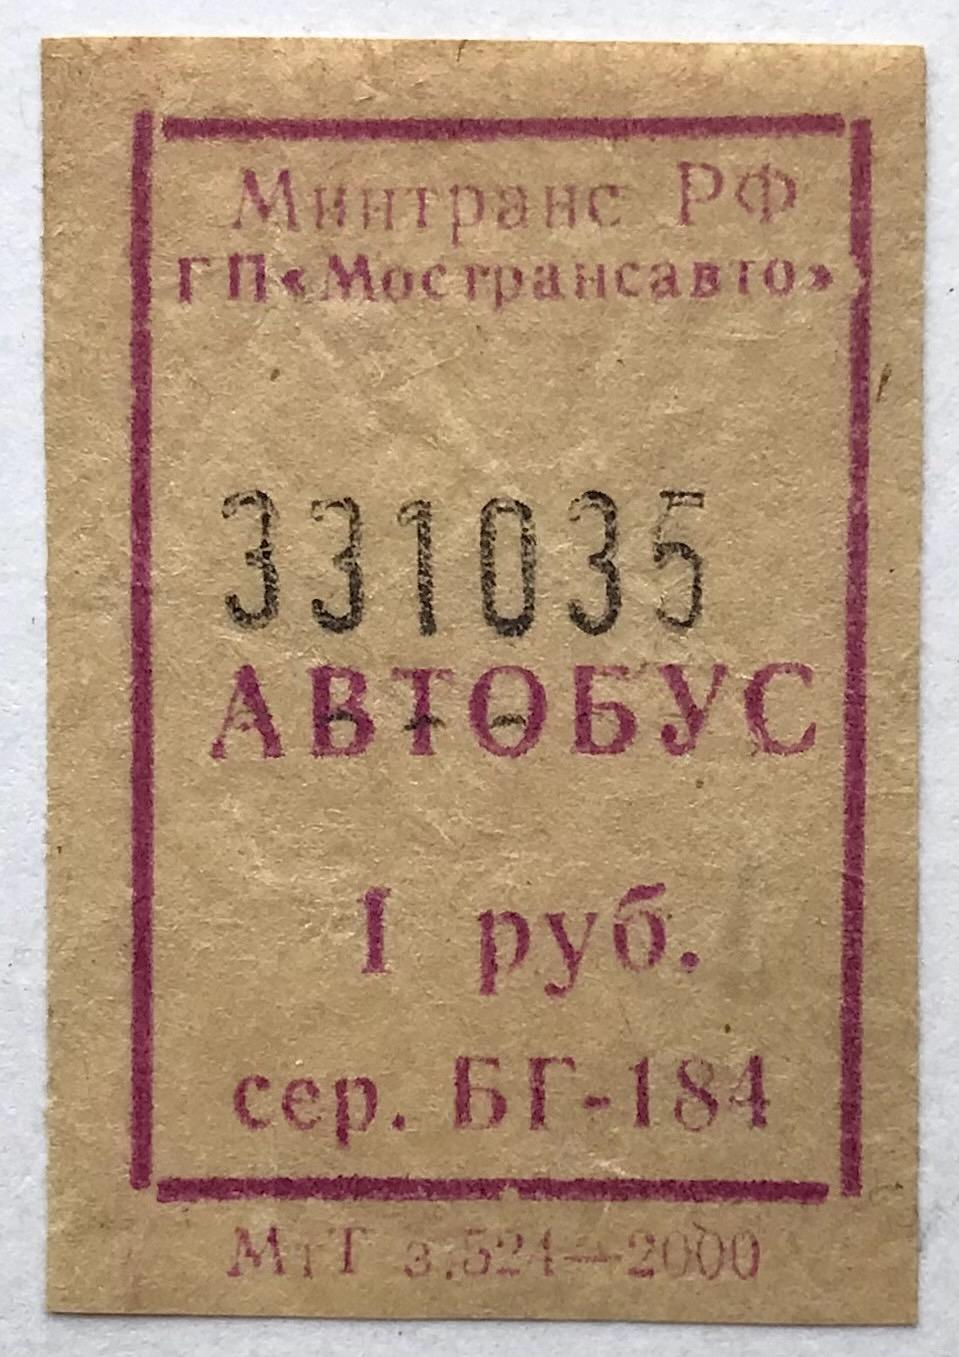 Минтранс РФ
ГП«Мострансавто»
331035
АВТОБУС
1 руб.
сер. БГ-184
МтТ з.524—2000